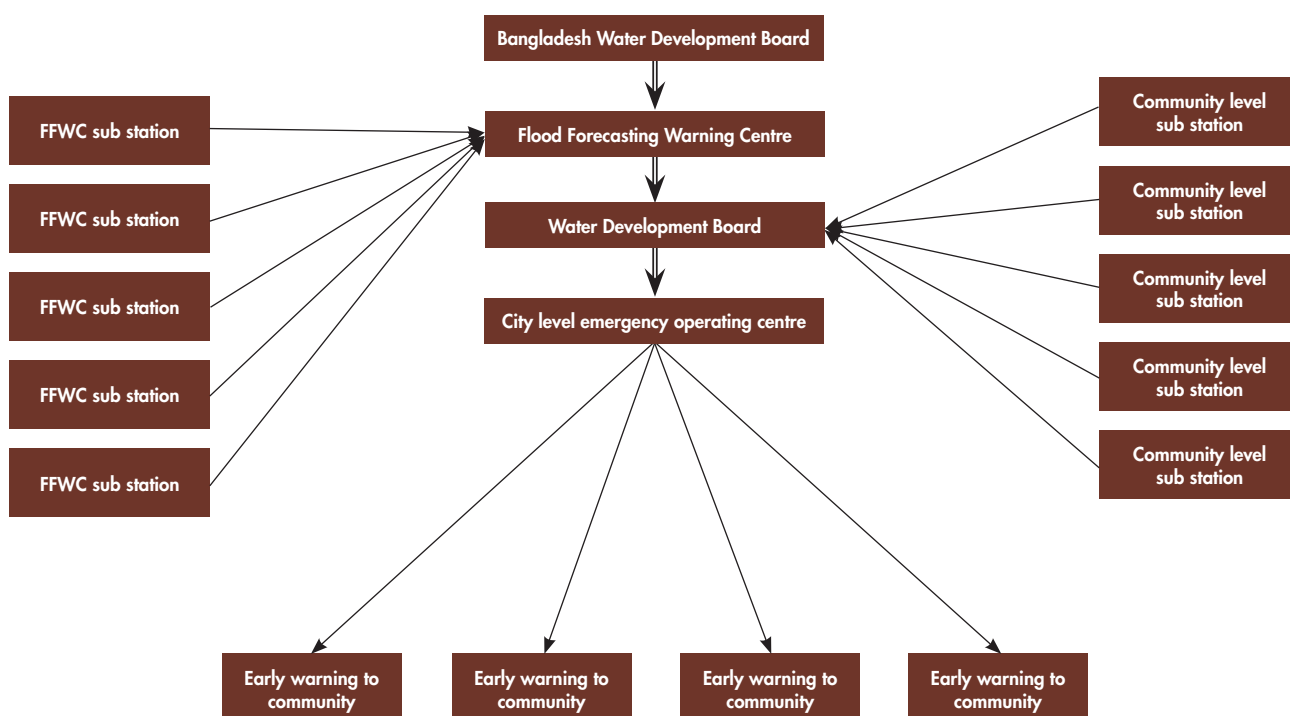 Bangladesh Water Development Board
Flood Forecasting Warning Centre
Water Development Board
City level emergency operating centre
FFWC sub station
FFWC sub station
FFWC sub station
FFWC sub station
FFWC sub station
Community level
sub station
Community level
sub station
Community level
sub station
Community level
sub station
Community level
sub station
Early warning to
community
Early warning to
community
Early warning to
community
Early warning to
community